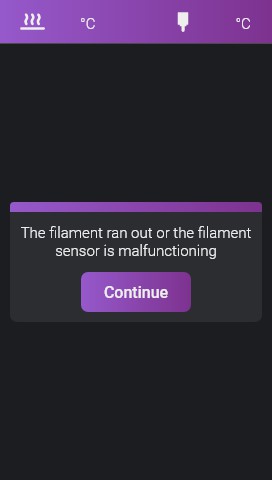 °C °C
The filament ran out or the filament
sensor is malfunctioning
Continue